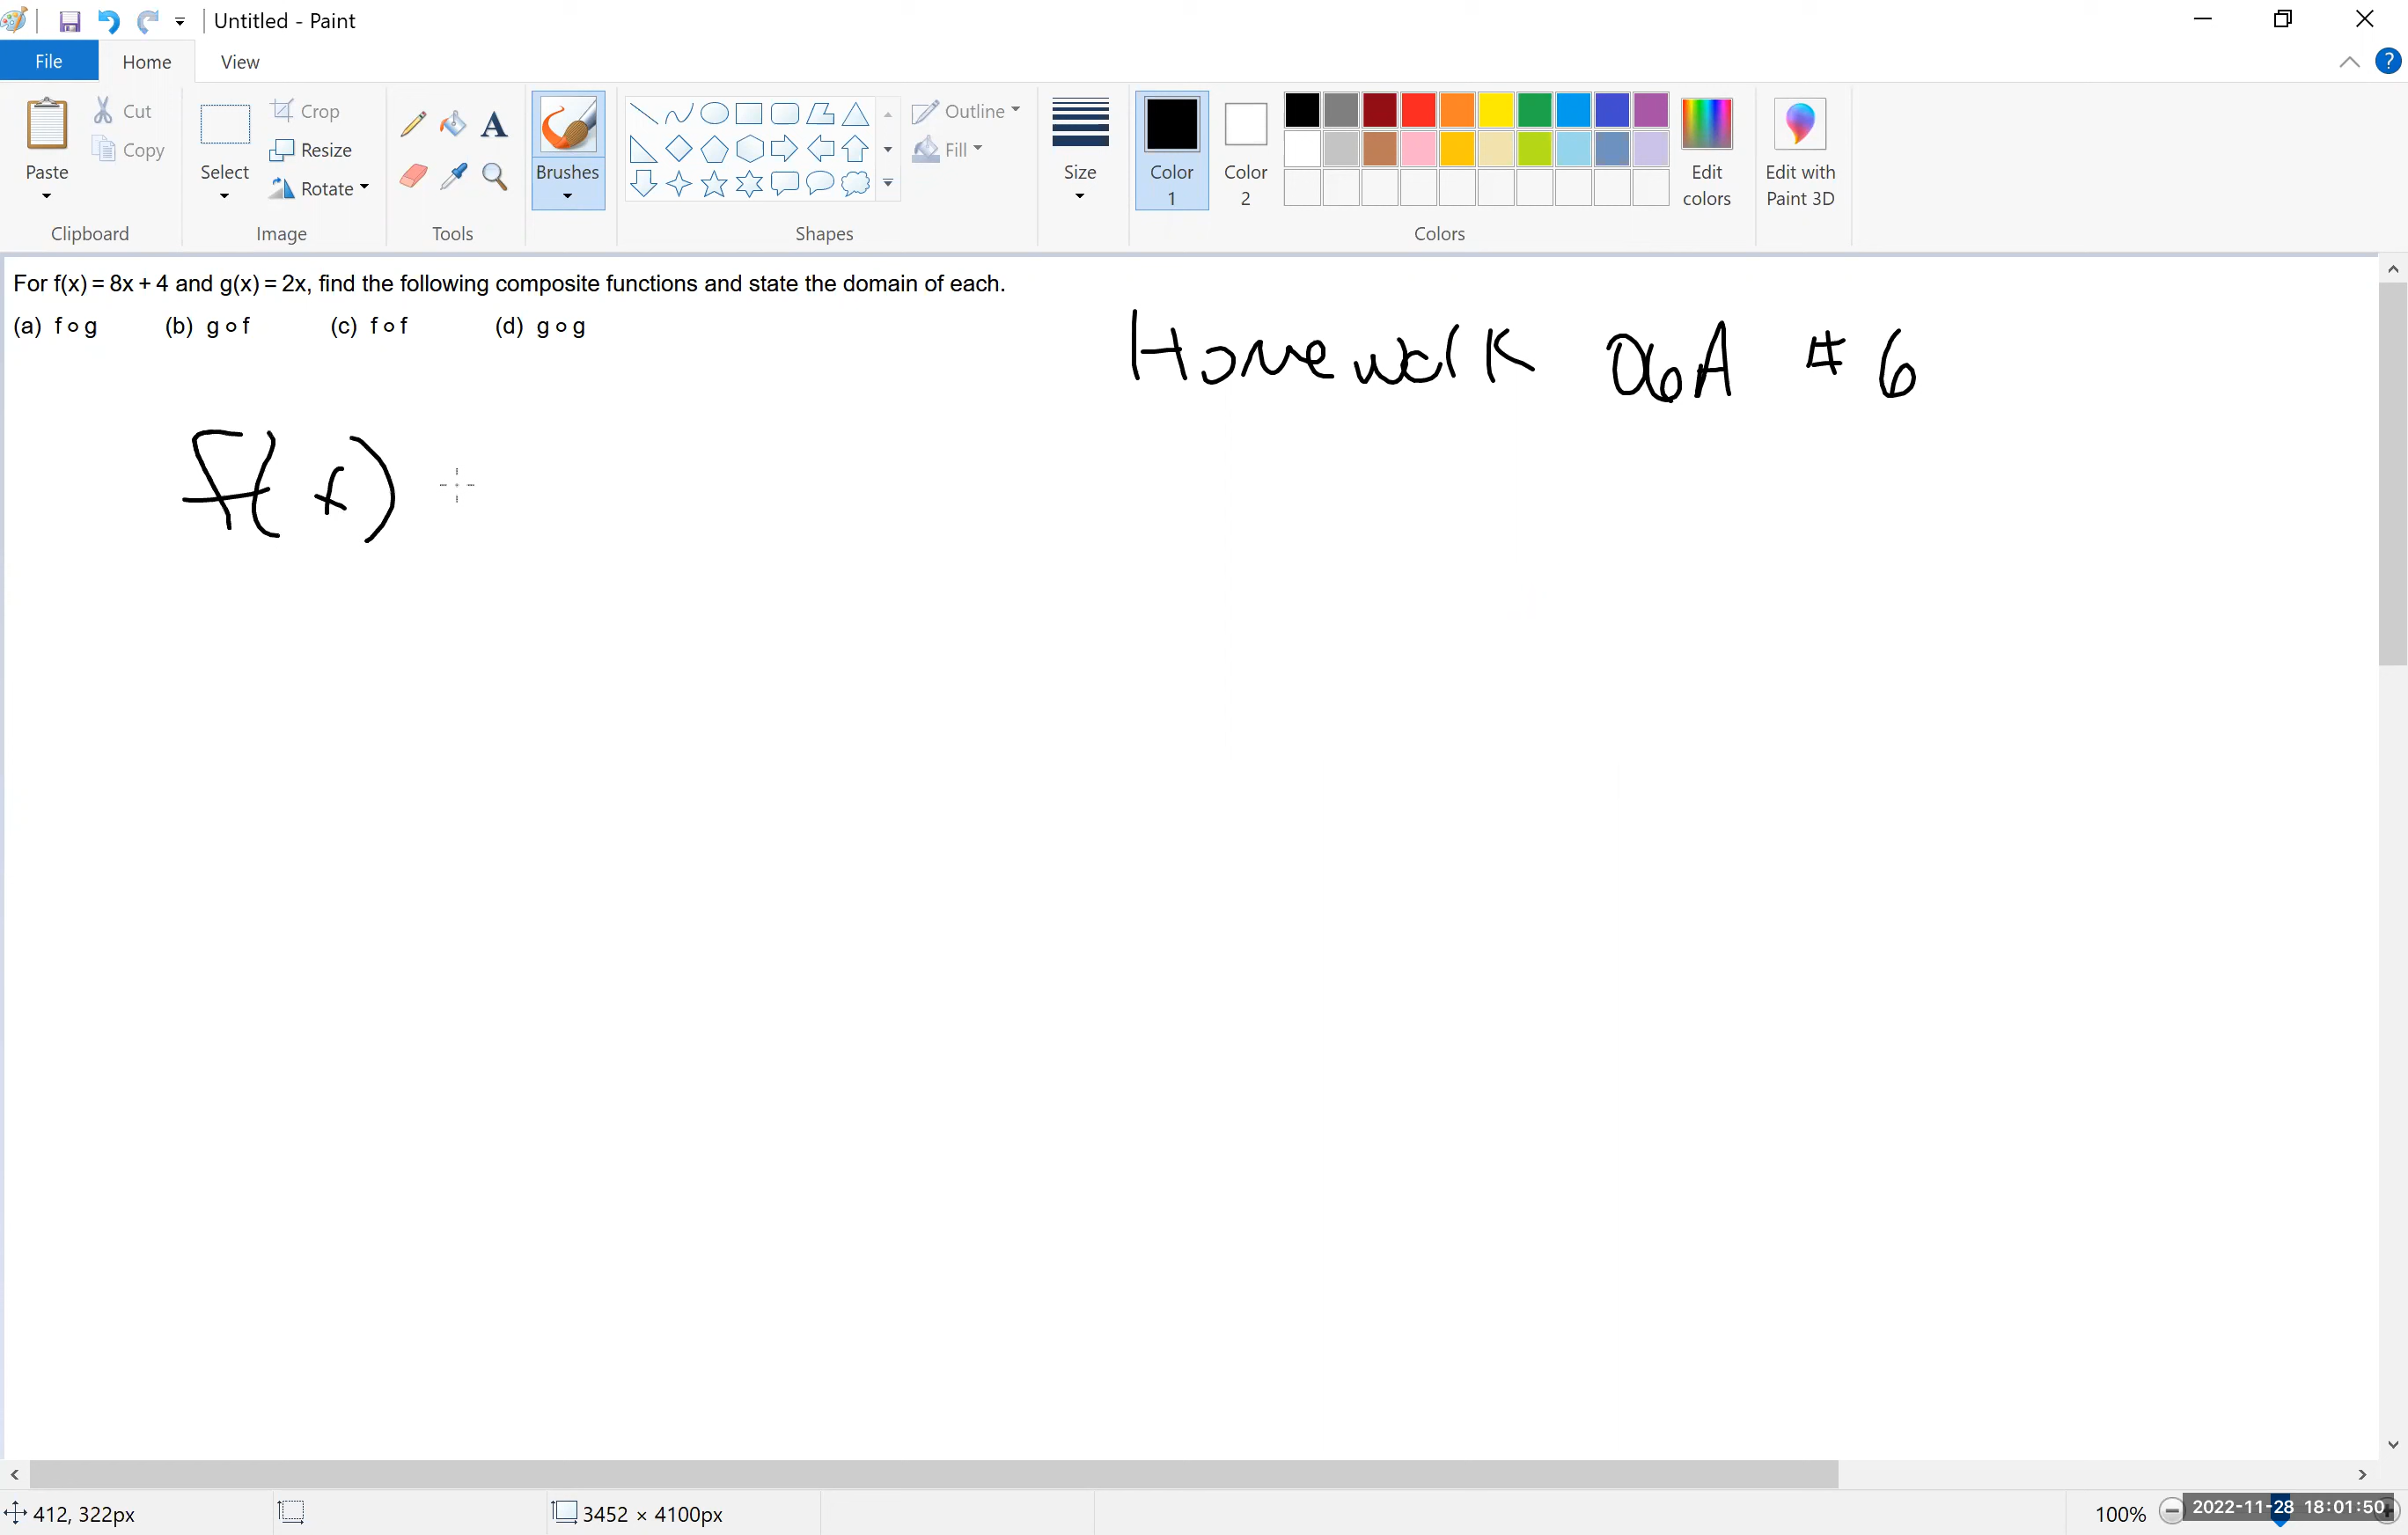 Untitled - Paint
File Home View
Paste Cut Copy Select Crop Resize Rotate Brushes Outline Fill Size Color 1 Color 2 Edit colors Edit with Paint 3D
Clipboard Image Tools Shapes Colors
For f(x) = 8x + 4 and g(x) = 2x, find the following composite functions and state the domain of each.
(a) f∘g (b) g∘f (c) f∘f (d) g∘g
Homework 06A # 6
f(x)
412, 322px 3452 × 4100px 100% 2022-11-28 18:01:50